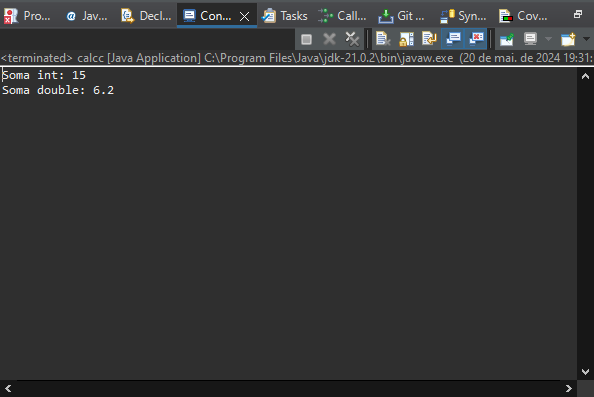 Pro... Java... Decl... Con... Tasks Call... Git ... Syn... Cov...
<terminated> calcc [Java Application] C:\Program Files\Java\jdk-21.0.2\bin\javaw.exe (20 de mai. de 2024 19:31:
Soma int: 15
Soma double: 6.2